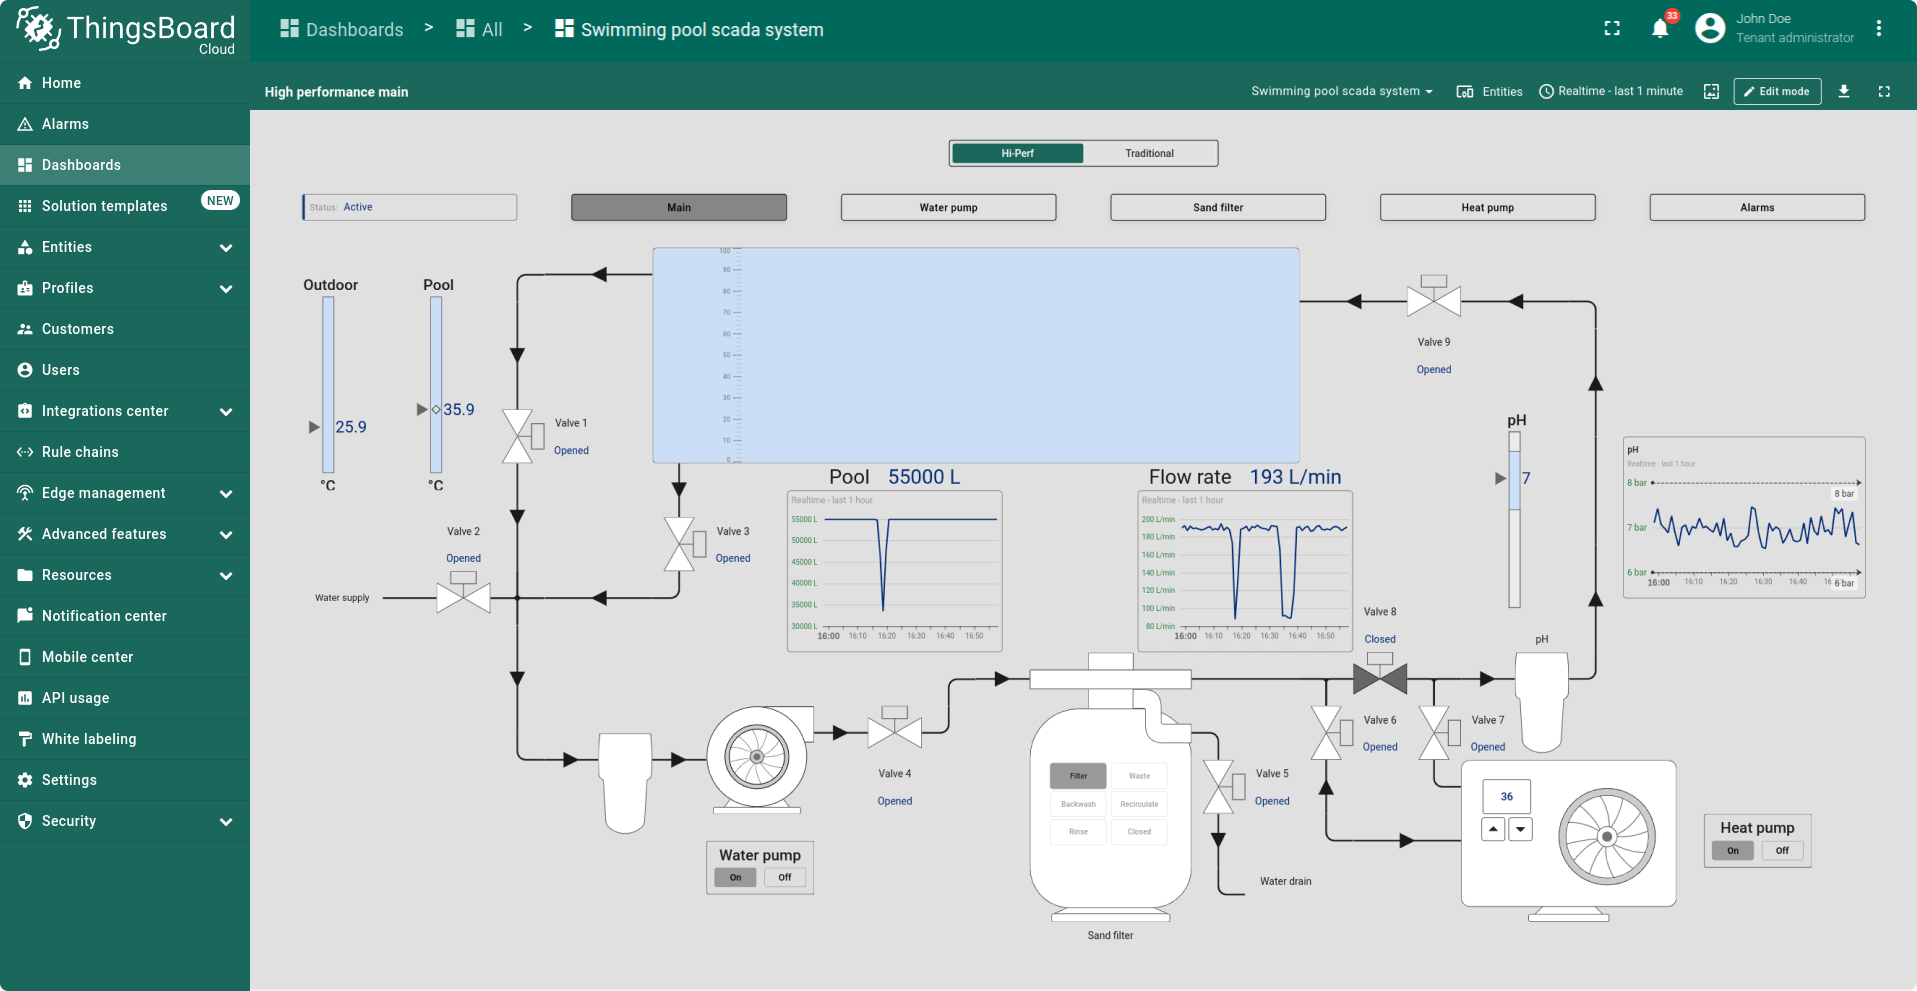 ThingsBoard
Cloud
Dashboards > All > Swimming pool scada system
33
John Doe
Tenant administrator
Home
Alarms
Dashboards
Solution templates NEW
Entities
Profiles
Customers
Users
Integrations center
Rule chains
Edge management
Advanced features
Resources
Notification center
Mobile center
API usage
White labeling
Settings
Security
High performance main
Swimming pool scada system
Entities
Realtime - last 1 minute
Edit mode
Hi-Perf
Traditional
Status: Active
Main
Water pump
Sand filter
Heat pump
Alarms
Outdoor
25.9
°C
Pool
35.9
°C
100
90
80
70
60
50
40
30
20
10
0
Valve 1
Opened
Valve 2
Opened
Water supply
Valve 3
Opened
Pool 55000 L
Realtime - last 1 hour
55000 L
50000 L
45000 L
40000 L
35000 L
30000 L
16:00 16:10 16:20 16:30 16:40 16:50
Flow rate 193 L/min
Realtime - last 1 hour
200 L/min
180 L/min
160 L/min
140 L/min
120 L/min
100 L/min
80 L/min
16:00 16:10 16:20 16:30 16:40 16:50
Valve 9
Opened
pH
7
pH
Realtime - last 1 hour
8 bar
8 bar
7 bar
6 bar
6 bar
16:00 16:10 16:20 16:30 16:40
Valve 8
Closed
pH
Valve 6
Opened
Valve 7
Opened
Valve 4
Opened
Valve 5
Opened
Filter
Waste
Backwash
Recirculate
Rinse
Closed
Water drain
Sand filter
36
Water pump
On
Off
Heat pump
On
Off